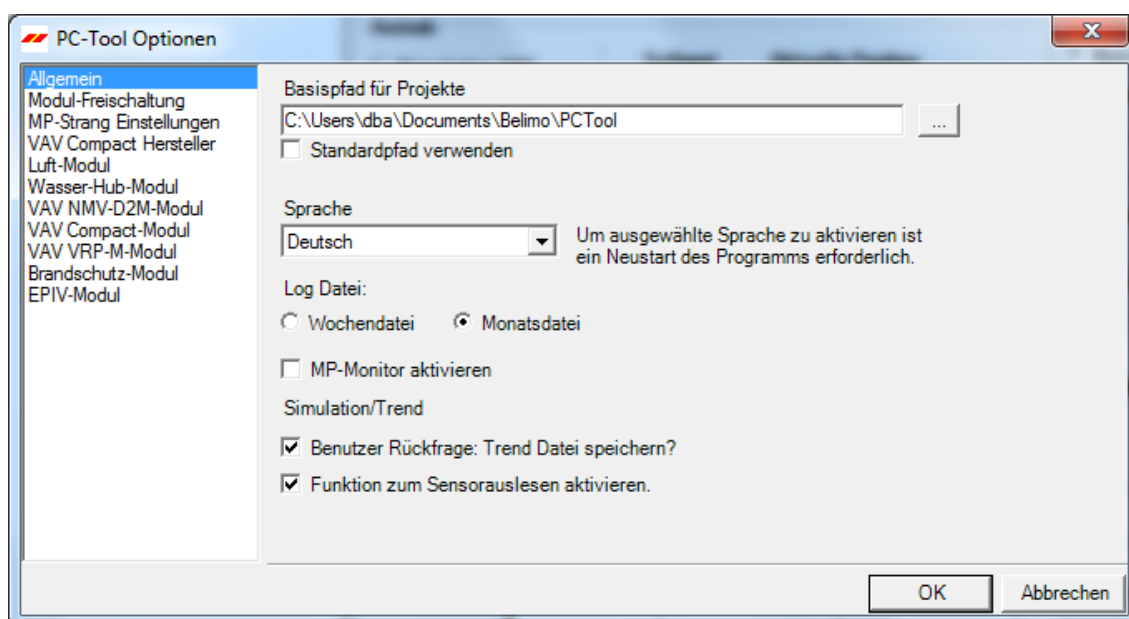 PC-Tool Optionen
Allgemein
Modul-Freischaltung
MP-Strang Einstellungen
VAV Compact Hersteller
Luft-Modul
Wasser-Hub-Modul
VAV NMV-D2M-Modul
VAV Compact-Modul
VAV VRP-M-Modul
Brandschutz-Modul
EPIV-Modul
Basispfad für Projekte
C:\Users\dba\Documents\Belimo\PCTool
...
Standardpfad verwenden
Sprache
Deutsch
Um ausgewählte Sprache zu aktivieren ist
ein Neustart des Programms erforderlich.
Log Datei:
Wochendatei Monatsdatei
MP-Monitor aktivieren
Simulation/Trend
Benutzer Rückfrage: Trend Datei speichern?
Funktion zum Sensorauslesen aktivieren.
OK Abbrechen